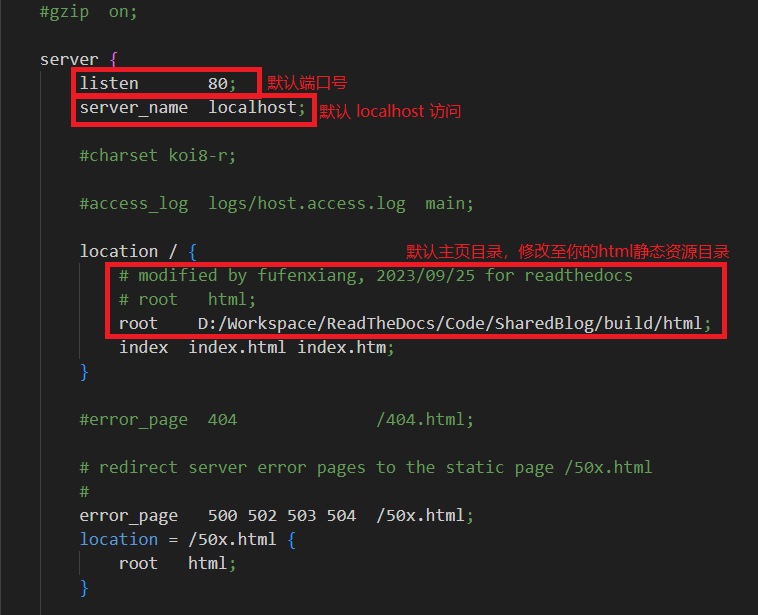 #gzip  on;
server {
listen       80; 默认端口号
server_name  localhost; 默认 localhost 访问
#charset koi8-r;
#access_log  logs/host.access.log  main;
location / { 默认主页目录，修改至你的html静态资源目录
# modified by fufenxiang, 2023/09/25 for readthedocs
# root   html;
root    D:/Workspace/ReadTheDocs/Code/SharedBlog/build/html;
index  index.html index.htm;
}
#error_page  404              /404.html;
# redirect server error pages to the static page /50x.html
#
error_page   500 502 503 504  /50x.html;
location = /50x.html {
root   html;
}